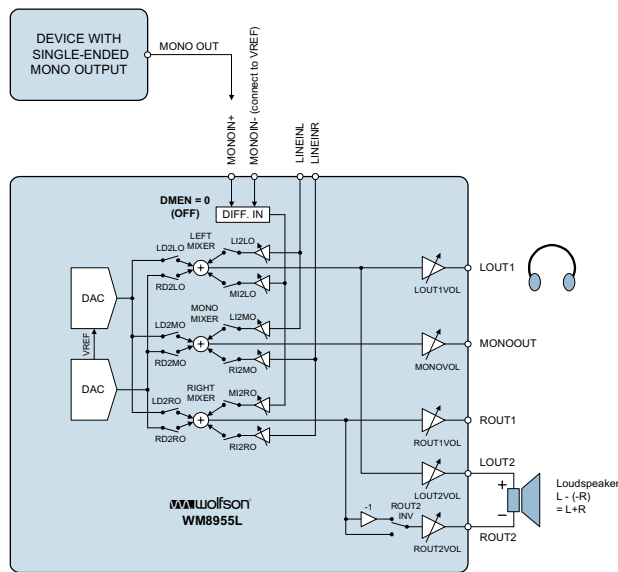 DEVICE WITH
SINGLE-ENDED
MONO OUTPUT
MONO OUT
MONOIN+
MONOIN- (connect to VREF)
LINEINL
LINEINR
DMEN = 0
(OFF)
DIFF. IN
LEFT
MIXER
LD2LO
RD2LO
LI2LO
MI2LO
DAC
VREF
DAC
MONO
MIXER
LD2MO
RD2MO
LI2MO
RI2MO
RIGHT
MIXER
LD2RO
RD2RO
MI2RO
RI2RO
LOUT1VOL
LOUT1
MONOVOL
MONOOUT
ROUT1VOL
ROUT1
LOUT2VOL
LOUT2
-1
ROUT2
INV
ROUT2VOL
ROUT2
+
−
Loudspeaker
L - (-R)
= L+R
wolfson
WM8955L